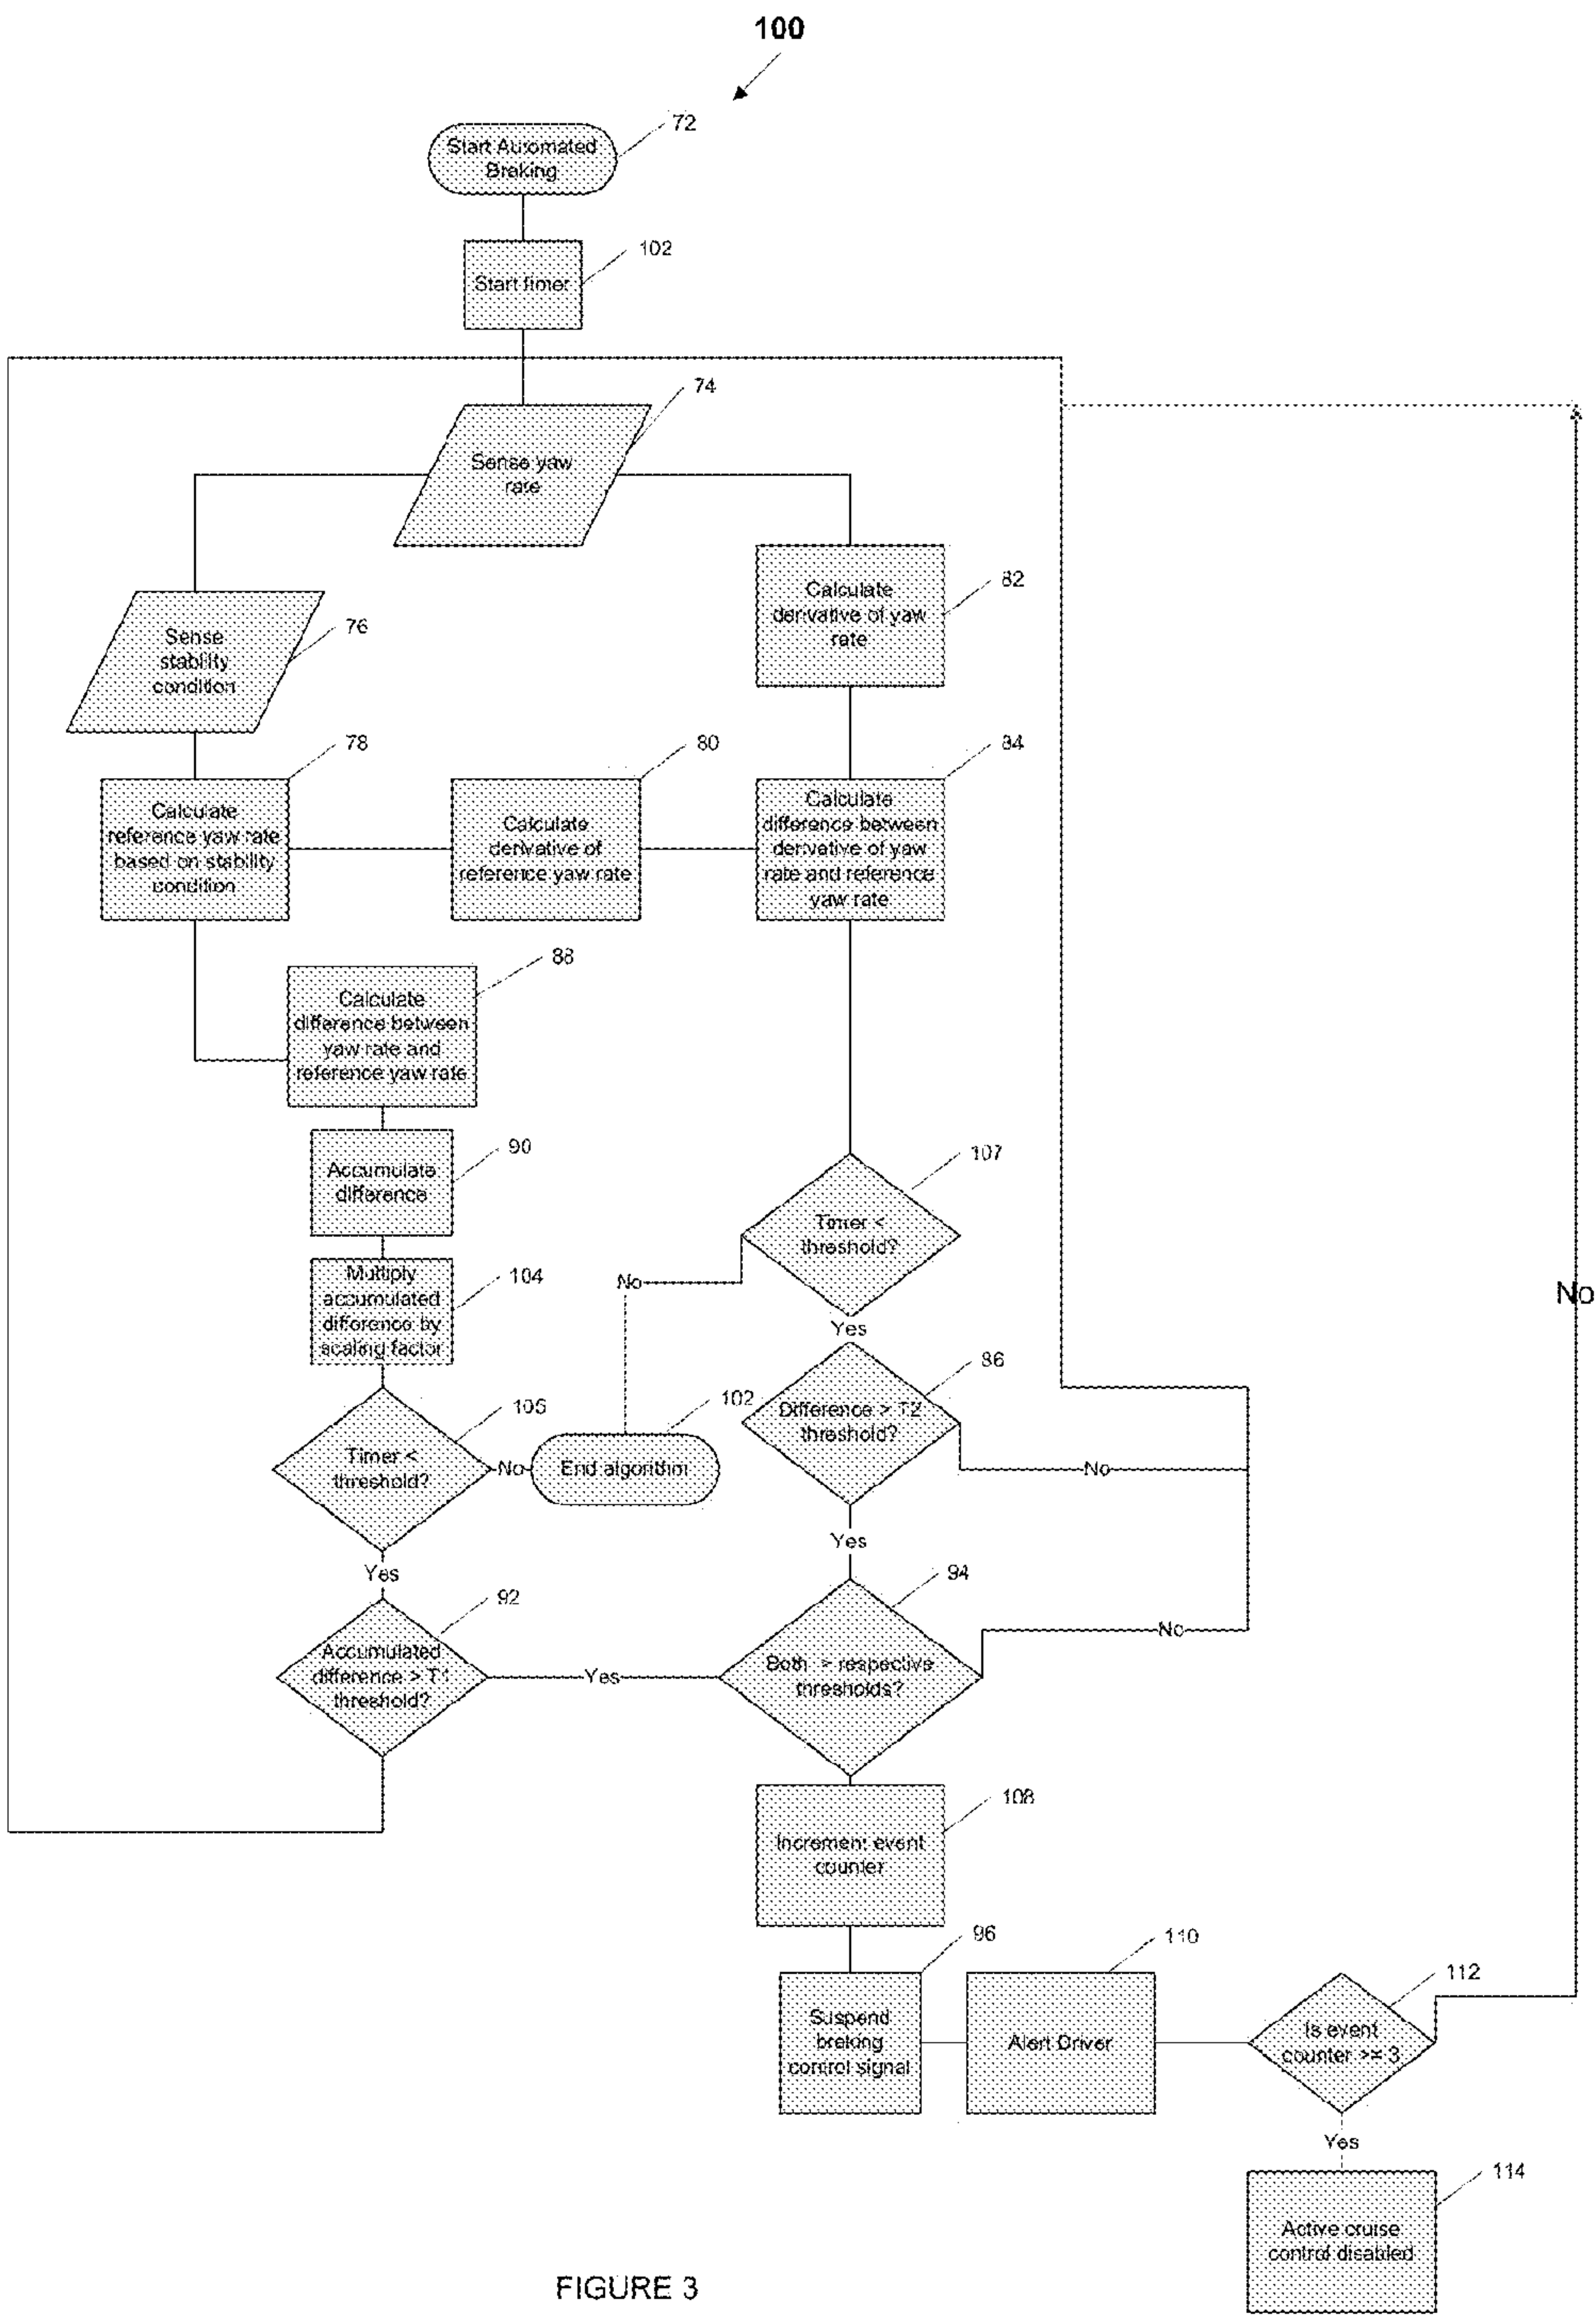 100
72
Start Automated
Braking
102
Start timer
74
Sense yaw
rate
82
Calculate
derivative of yaw
rate
76
Sense
stability
condition
78
Calculate
reference yaw rate
based on stability
condition
80
Calculate
derivative of
reference yaw rate
84
Calculate
difference between
derivative of yaw
rate and reference
yaw rate
88
Calculate
difference between
yaw rate and
reference yaw rate
90
Accumulate
difference
107
Timer <
threshold?
No
Yes
104
Multiply
accumulated
difference by
scaling factor
No
86
Difference > T2
threshold?
No
Yes
106
Timer <
threshold?
No
102
End algorithm
Yes
92
Accumulated
difference > T1
threshold?
Yes
94
Both > respective
thresholds?
No
108
Increment event
counter
96
Suspend
braking
control signal
110
Alert Driver
112
Is event
counter >= 3
Yes
114
Active cruise
control disabled
FIGURE 3